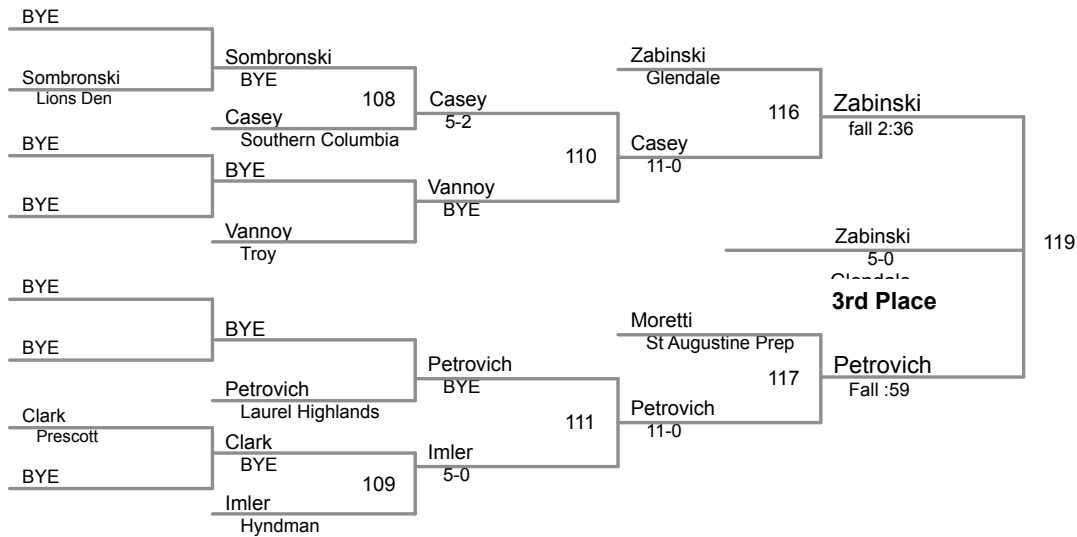 BYE
Sombronski
Lions Den
BYE
BYE
BYE
BYE
Clark
Prescott
BYE
Sombronski
BYE
108
Casey
Southern Columbia
BYE
Vannoy
Troy
BYE
Petrovich
Laurel Highlands
Clark
BYE
109
Imler
Hyndman
Casey
5-2
110
Vannoy
BYE
Petrovich
BYE
111
Imler
5-0
Zabinski
Glendale
116
Casey
11-0
Moretti
St Augustine Prep
117
Petrovich
11-0
Zabinski
fall 2:36
Zabinski
5-0
3rd Place
Petrovich
Fall :59
119